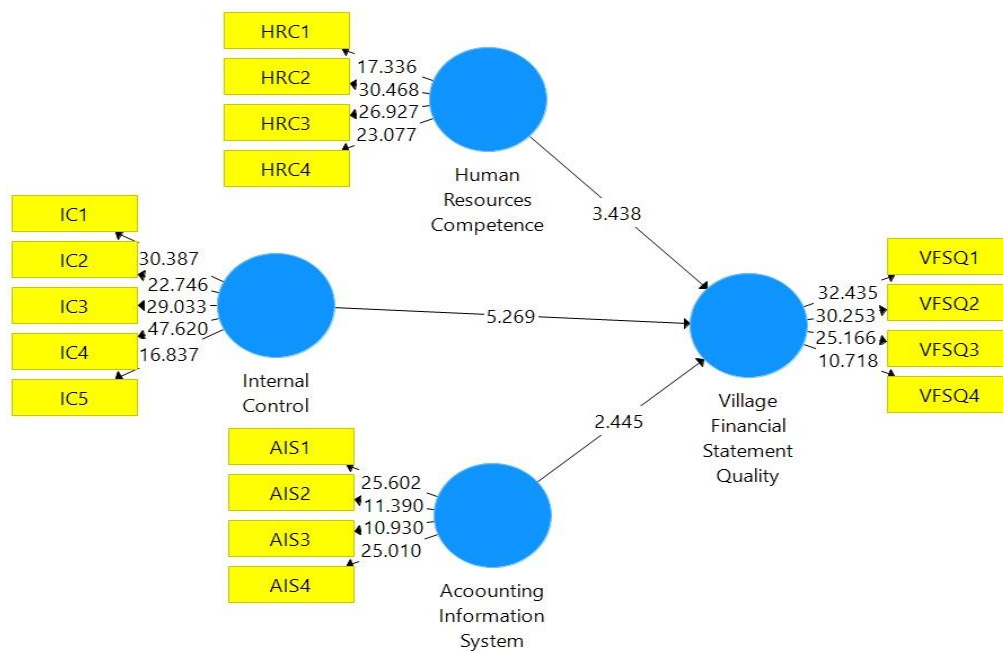 HRC1
HRC2
HRC3
HRC4
17.336
30.468
26.927
23.077
Human
Resources
Competence
3.438
IC1
IC2
IC3
IC4
IC5
30.387
22.746
29.033
47.620
16.837
Internal
Control
5.269
VFSQ1
VFSQ2
VFSQ3
VFSQ4
32.435
30.253
25.166
10.718
Village
Financial
Statement
Quality
2.445
AIS1
AIS2
AIS3
AIS4
25.602
11.390
10.930
25.010
Acoounting
Information
System